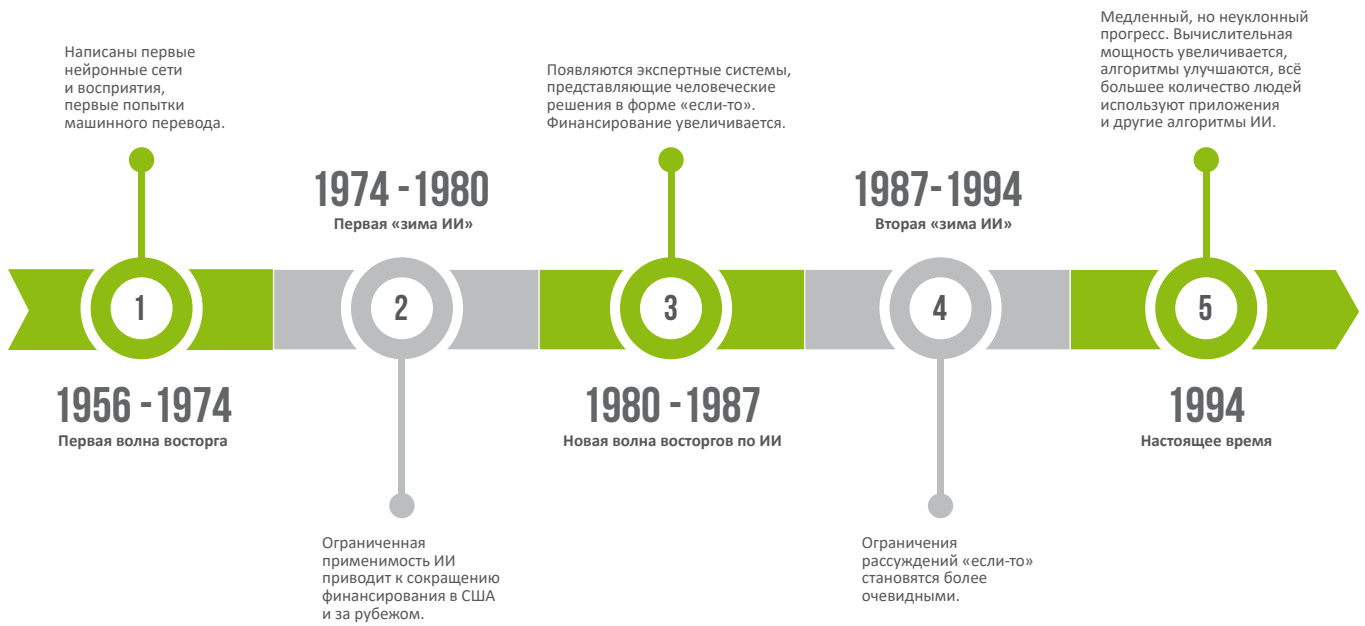 Написаны первые
нейронные сети
и восприятия,
первые попытки
машинного перевода.
1
1956 - 1974
Первая волна восторга
1974 - 1980
Первая «зима ИИ»
2
Ограниченная
применимость ИИ
приводит к сокращению
финансирования в США
и за рубежом.
Появляются экспертные системы,
представляющие человеческие
решения в форме «если-то».
Финансирование увеличивается.
3
1980 - 1987
Новая волна восторгов по ИИ
1987 - 1994
Вторая «зима ИИ»
4
Ограничения
рассуждений «если-то»
становятся более
очевидными.
Медленный, но неуклонный
прогресс. Вычислительная
мощность увеличивается,
алгоритмы улучшаются, всё
большее количество людей
используют приложения
и другие алгоритмы ИИ.
5
1994
Настоящее время